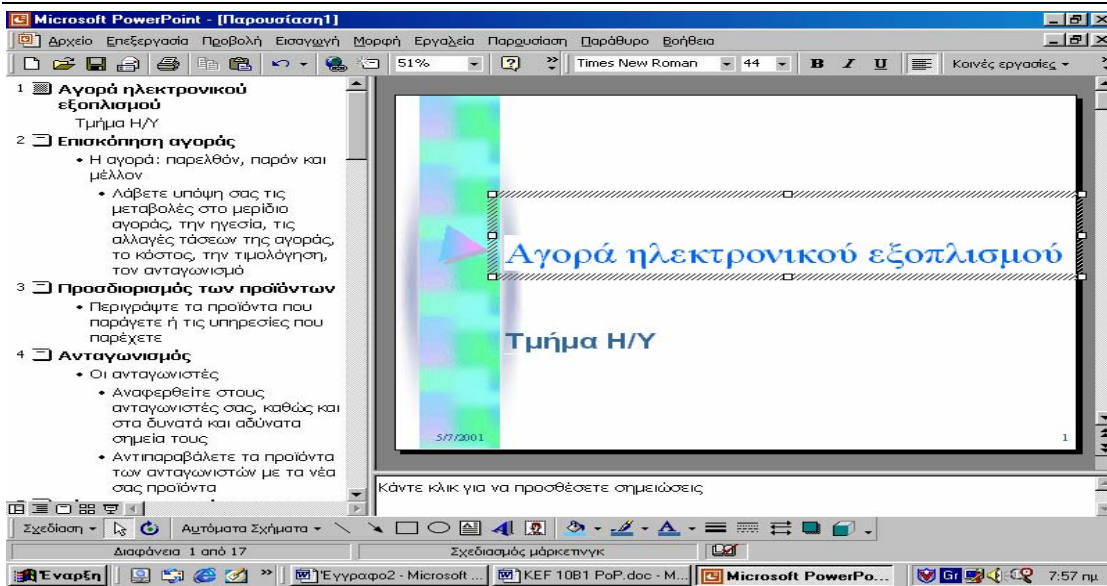 Microsoft PowerPoint - [Παρουσίαση1]
Αρχείο Επεξεργασία Προβολή Εισαγωγή Μορφή Εργαλεία Παρουσίαση Παράθυρο Βοήθεια
51% Times New Roman 44 B I U Κοινές εργασίες
1 Αγορά ηλεκτρονικού
εξοπλισμού
Τμήμα Η/Υ
2 Επισκόπηση αγοράς
• Η αγορά: παρελθόν, παρόν και
μέλλον
• Λάβετε υπόψη σας τις
μεταβολές στο μερίδιο
αγοράς, την ηγεσία, τις
αλλαγές τάσεων της αγοράς,
το κόστος, την τιμολόγηση,
τον ανταγωνισμό
3 Προσδιορισμός των προϊόντων
• Περιγράψτε τα προϊόντα που
παράγετε ή τις υπηρεσίες που
παρέχετε
4 Ανταγωνισμός
• Οι ανταγωνιστές
• Αναφερθείτε στους
ανταγωνιστές σας, καθώς και
στα δυνατά και αδύνατα
σημεία τους
• Αντιπαραβάλετε τα προϊόντα
των ανταγωνιστών με τα νέα
σας προϊόντα
Αγορά ηλεκτρονικού εξοπλισμού
Τμήμα Η/Υ
5/7/2001 1
Κάντε κλικ για να προσθέσετε σημειώσεις
Σχεδίαση Αυτόματα Σχήματα
Διαφάνεια 1 από 17 Σχεδιασμός μάρκετινγκ
Έναρξη Έγγραφο2 - Microsoft ... KEF 10B1 PoP.doc - M... Microsoft PowerPo... Gr 7:57 πμ